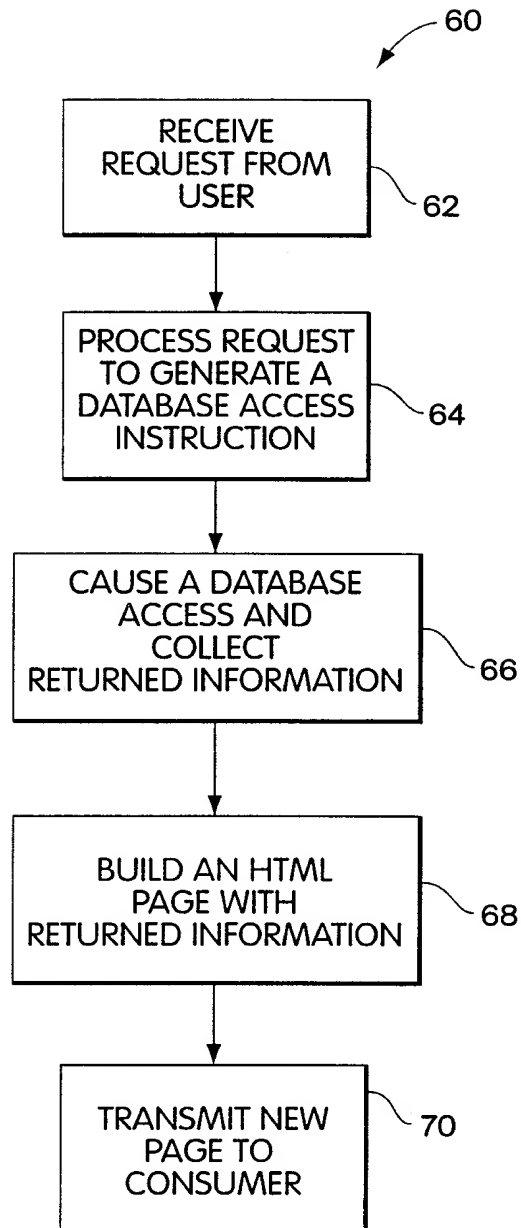 60
RECEIVE
REQUEST FROM
USER
62
PROCESS REQUEST
TO GENERATE A
DATABASE ACCESS
INSTRUCTION
64
CAUSE A DATABASE
ACCESS AND
COLLECT
RETURNED INFORMATION
66
BUILD AN HTML
PAGE WITH
RETURNED INFORMATION
68
TRANSMIT NEW
PAGE TO
CONSUMER
70